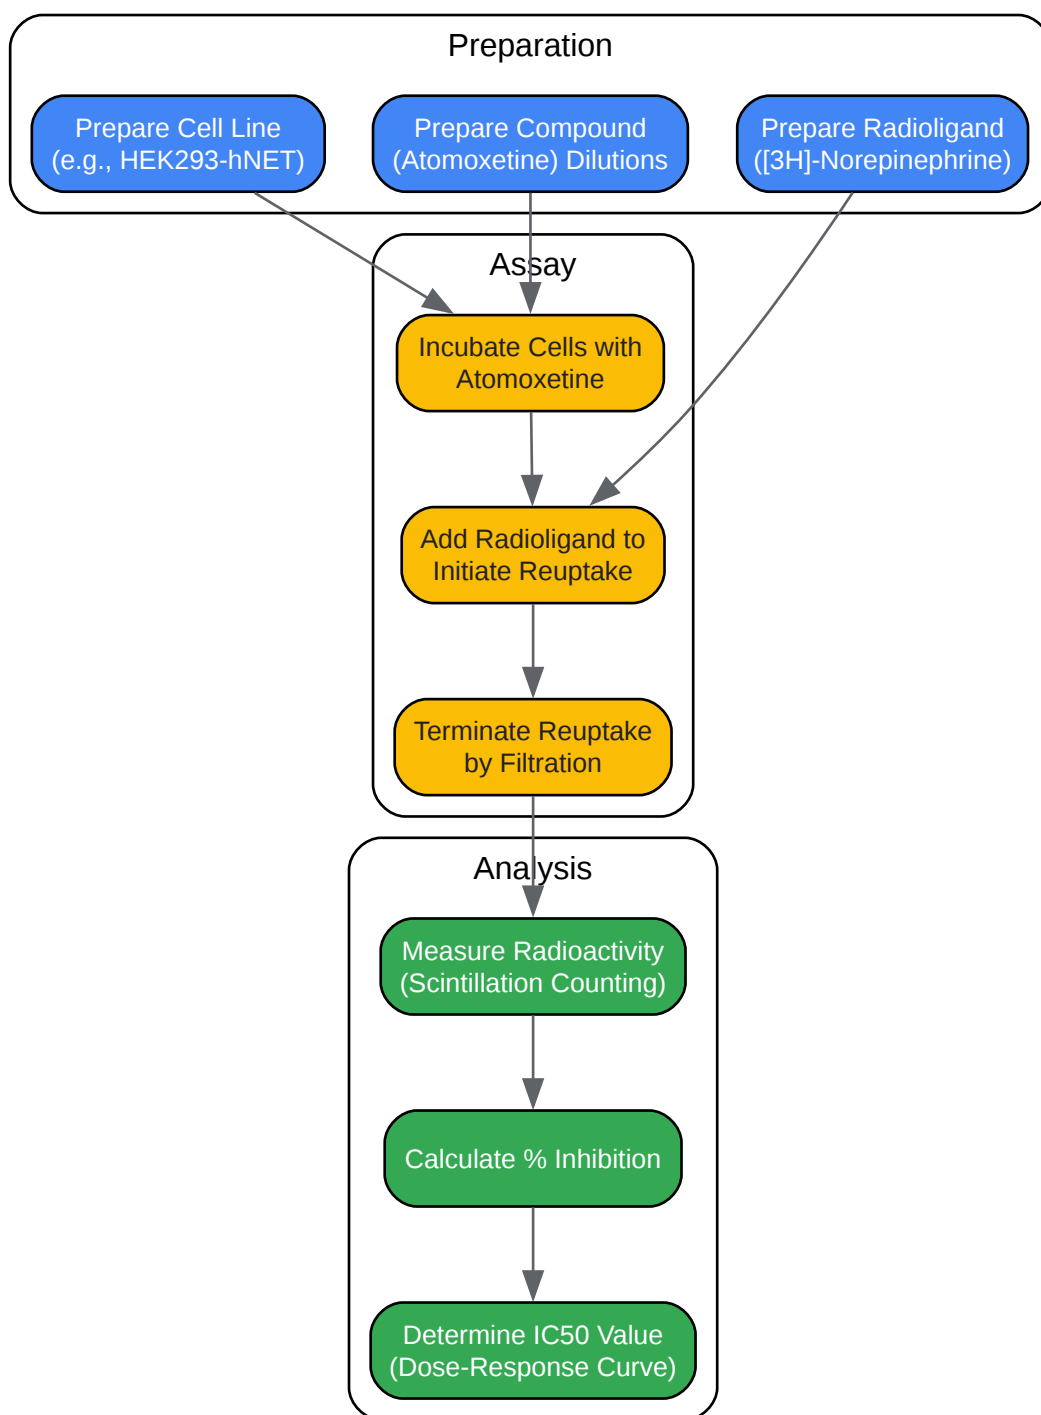 Preparation
Prepare Cell Line
(e.g., HEK293-hNET)
Prepare Compound
(Atomoxetine) Dilutions
Prepare Radioligand
([3H]-Norepinephrine)
Assay
Incubate Cells with
Atomoxetine
Add Radioligand to
Initiate Reuptake
Terminate Reuptake
by Filtration
Analysis
Measure Radioactivity
(Scintillation Counting)
Calculate % Inhibition
Determine IC50 Value
(Dose-Response Curve)